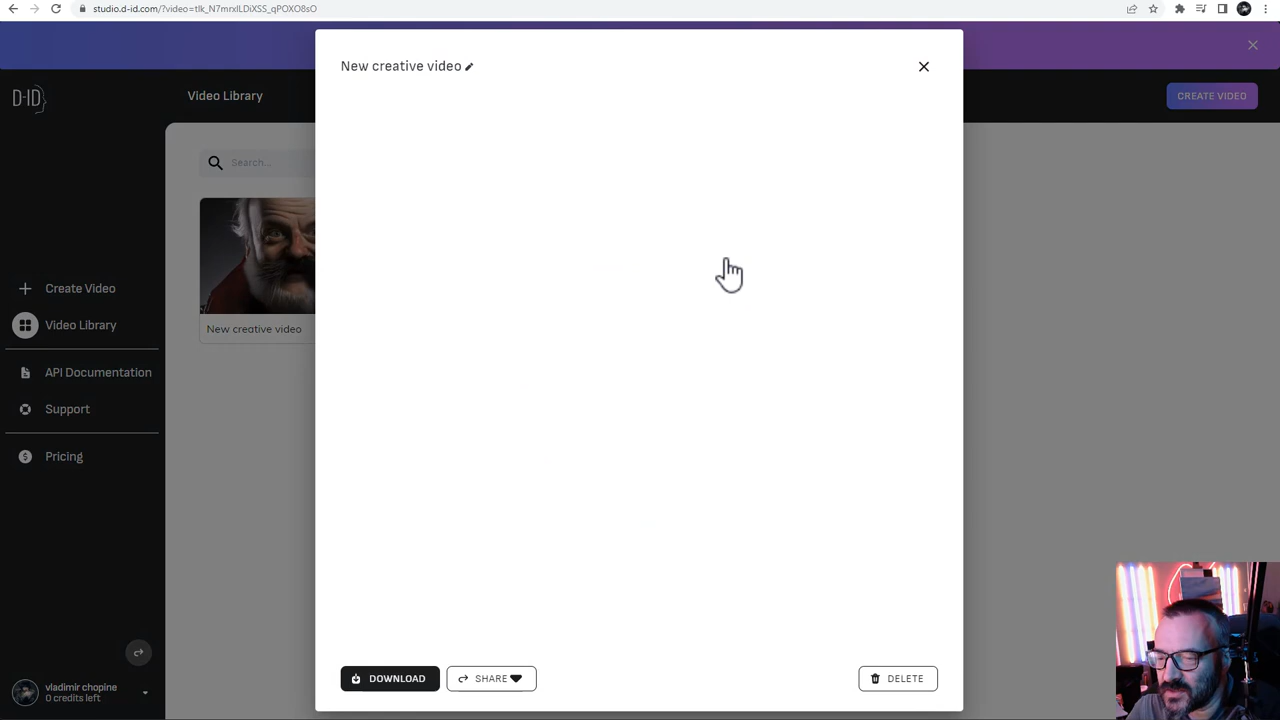 studio.d-id.com/?video=tlk_N7mrxlLDiXSS_qPOXO8sO
New creative video
D-ID
Video Library
CREATE VIDEO
Search...
Create Video
Video Library
New creative video
API Documentation
Support
Pricing
DOWNLOAD
SHARE
DELETE
vladimir chopine
0 credits left